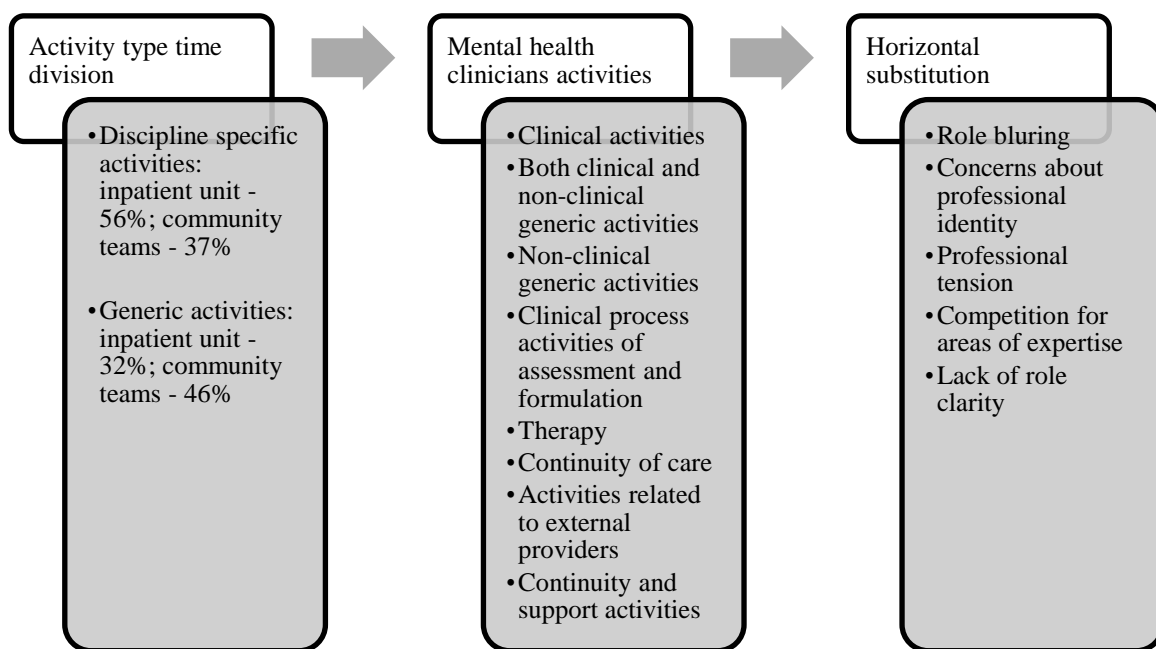 Activity type time
division
•Discipline specific
activities:
inpatient unit -
56%; community
teams - 37%
•Generic activities:
inpatient unit -
32%; community
teams - 46%
Mental health
clinicians activities
•Clinical activities
•Both clinical and
non-clinical
generic activities
•Non-clinical
generic activities
•Clinical process
activities of
assessment and
formulation
•Therapy
•Continuity of care
•Activities related
to external
providers
•Continuity and
support activities
Horizontal
substitution
•Role bluring
•Concerns about
professional
identity
•Professional
tension
•Competition for
areas of expertise
•Lack of role
clarity